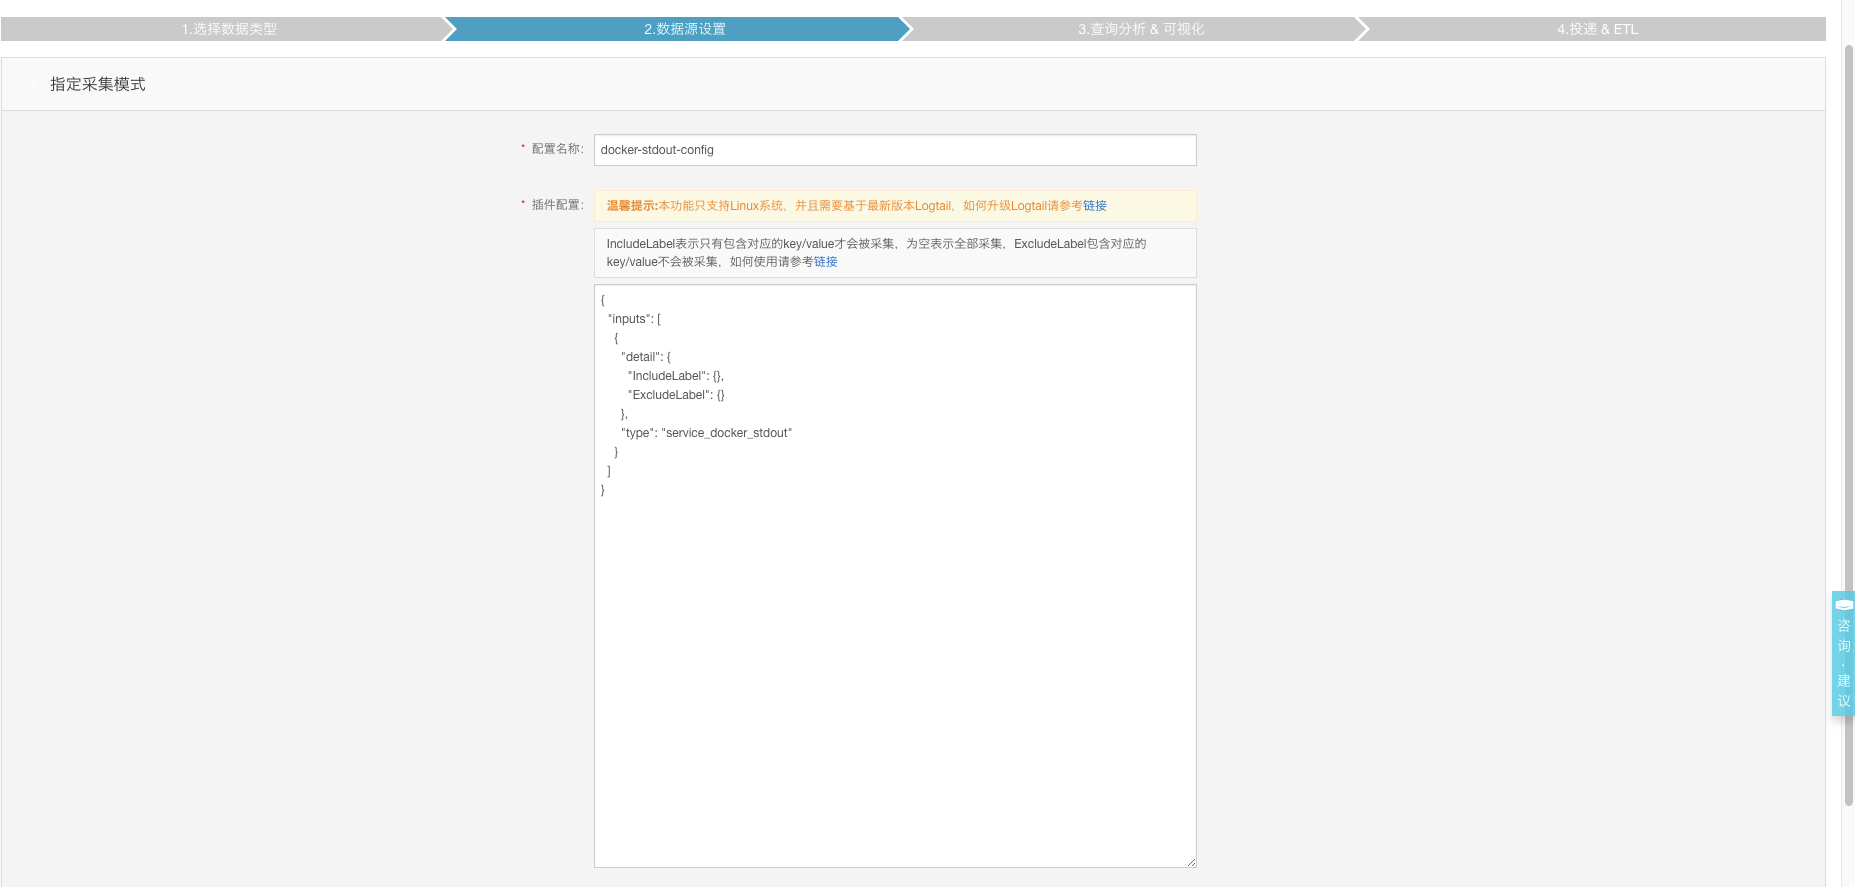 1.选择数据类型
2.数据源设置
3.查询分析 & 可视化
4.投递 & ETL
指定采集模式
* 配置名称：
docker-stdout-config
* 插件配置：
温馨提示:本功能只支持Linux系统，并且需要基于最新版本Logtail，如何升级Logtail请参考链接
IncludeLabel表示只有包含对应的key/value才会被采集，为空表示全部采集，ExcludeLabel包含对应的
key/value不会被采集，如何使用请参考链接
{
"inputs": [
{
"detail": {
"IncludeLabel": {},
"ExcludeLabel": {}
},
"type": "service_docker_stdout"
}
]
}
咨询·建议